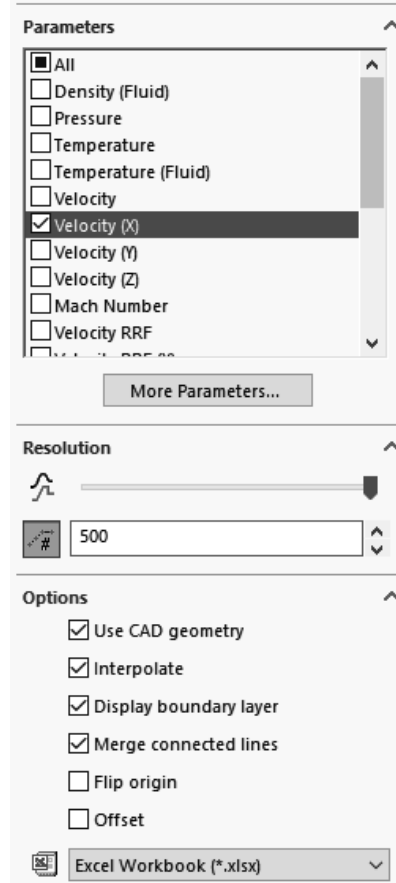 Parameters
All
Density (Fluid)
Pressure
Temperature
Temperature (Fluid)
Velocity
Velocity (X)
Velocity (Y)
Velocity (Z)
Mach Number
Velocity RRF
More Parameters...
Resolution
#
500
Options
Use CAD geometry
Interpolate
Display boundary layer
Merge connected lines
Flip origin
Offset
Excel Workbook (*.xlsx)